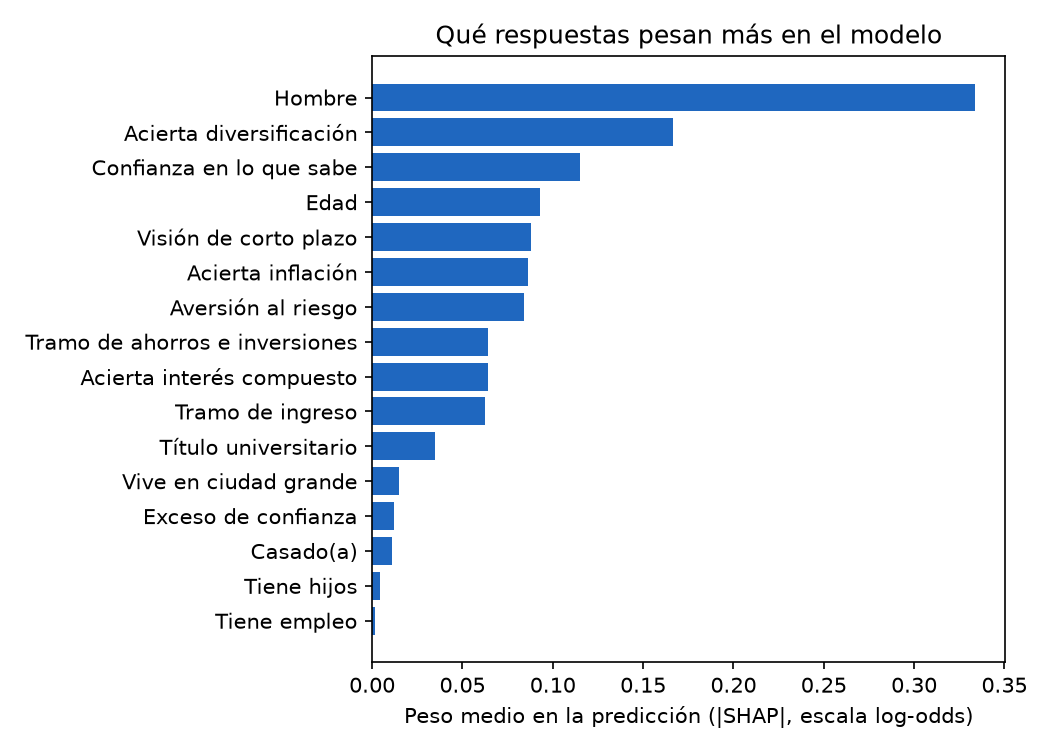 Qué respuestas pesan más en el modelo
Hombre
Acierta diversificación
Confianza en lo que sabe
Edad
Visión de corto plazo
Acierta inflación
Aversión al riesgo
Tramo de ahorros e inversiones
Acierta interés compuesto
Tramo de ingreso
Título universitario
Vive en ciudad grande
Exceso de confianza
Casado(a)
Tiene hijos
Tiene empleo
0.00 0.05 0.10 0.15 0.20 0.25 0.30 0.35
Peso medio en la predicción (|SHAP|, escala log-odds)